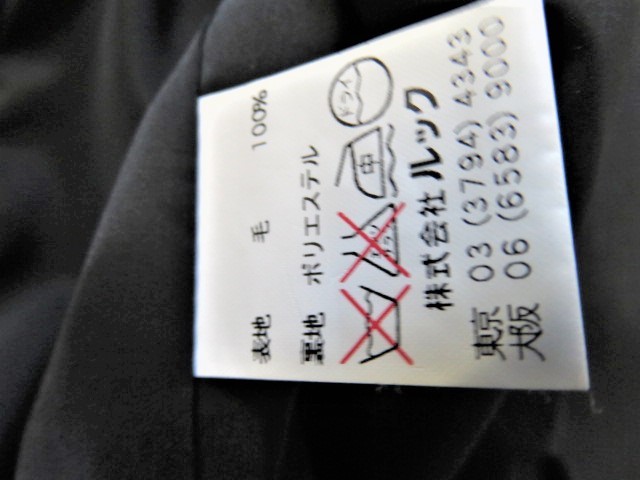 表地 毛 100%
裏地 ポリエステル
中 ドライ
株式会社 ルック
東京 03 (3794) 4343
大阪 06 (6583) 9000